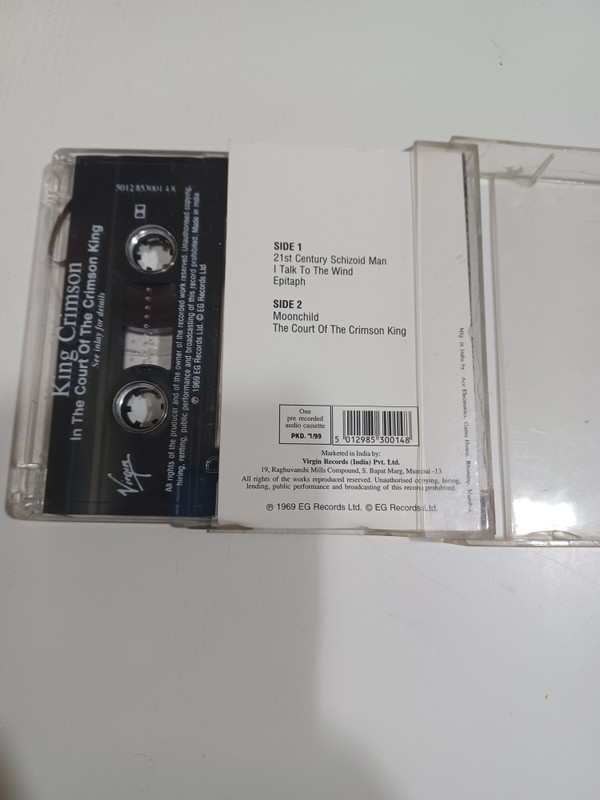 5012 853001 4 8
King Crimson
In The Court Of The Crimson King
See inlay for details
Virgin
All rights of the producer and of the owner of the recorded work reserved. Unauthorised copying,
hiring, renting, public performance and broadcasting of this record prohibited. Made in India
℗ 1969 EG Records Ltd. © EG Records Ltd
SIDE 1
21st Century Schizoid Man
I Talk To The Wind
Epitaph
SIDE 2
Moonchild
The Court Of The Crimson King
One
pre recorded
audio cassette
PKD. 7/99
5 012985 300148
Marketed in India by:
Virgin Records (India) Pvt. Ltd.
19, Raghuvanshi Mills Compound, S. Bapat Marg, Mumbai -13
All rights of the works reproduced reserved. Unauthorised copying, hiring,
lending, public performance and broadcasting of this record prohibited.
℗ 1969 EG Records Ltd. © EG Records Ltd.
Mfg. in India by Electronics, House,